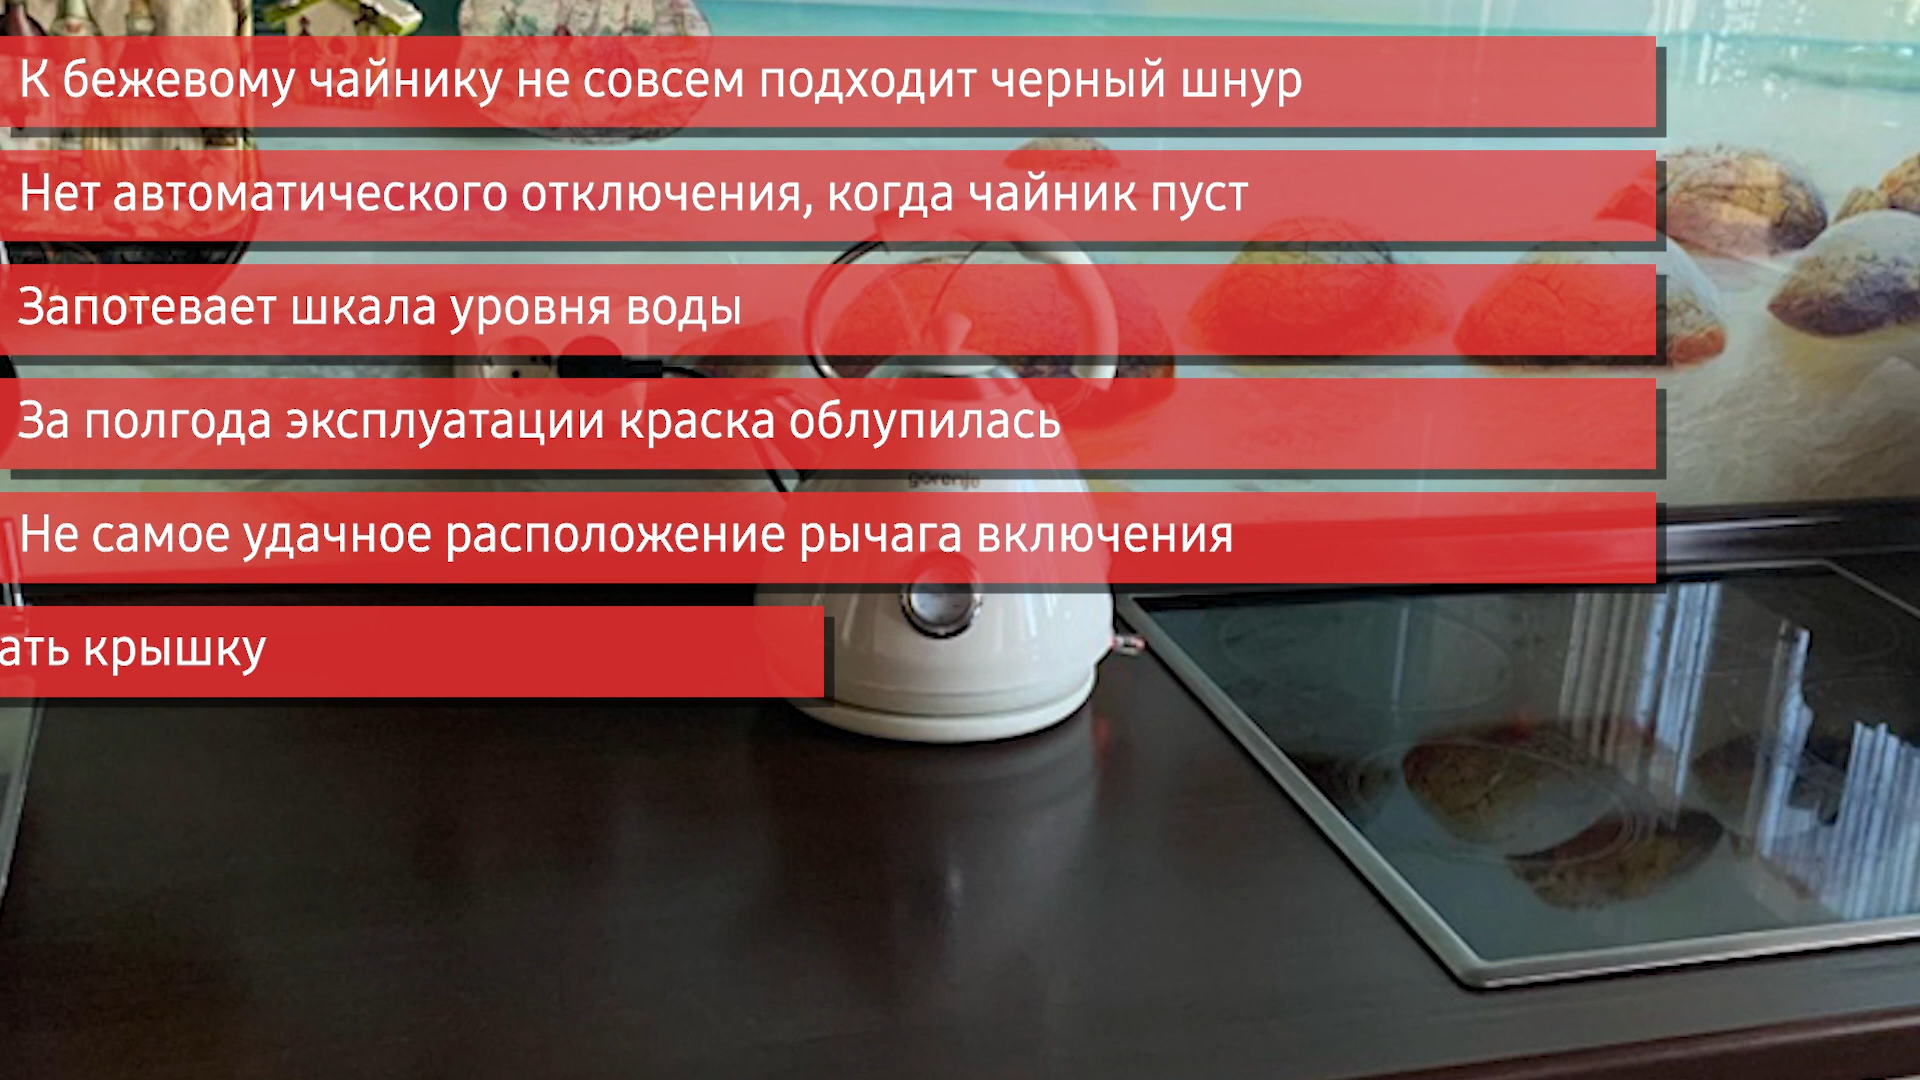 К бежевому чайнику не совсем подходит черный шнур
Нет автоматического отключения, когда чайник пуст
Запотевает шкала уровня воды
За полгода эксплуатации краска облупилась
gorenje
Не самое удачное расположение рычага включения
ать крышку